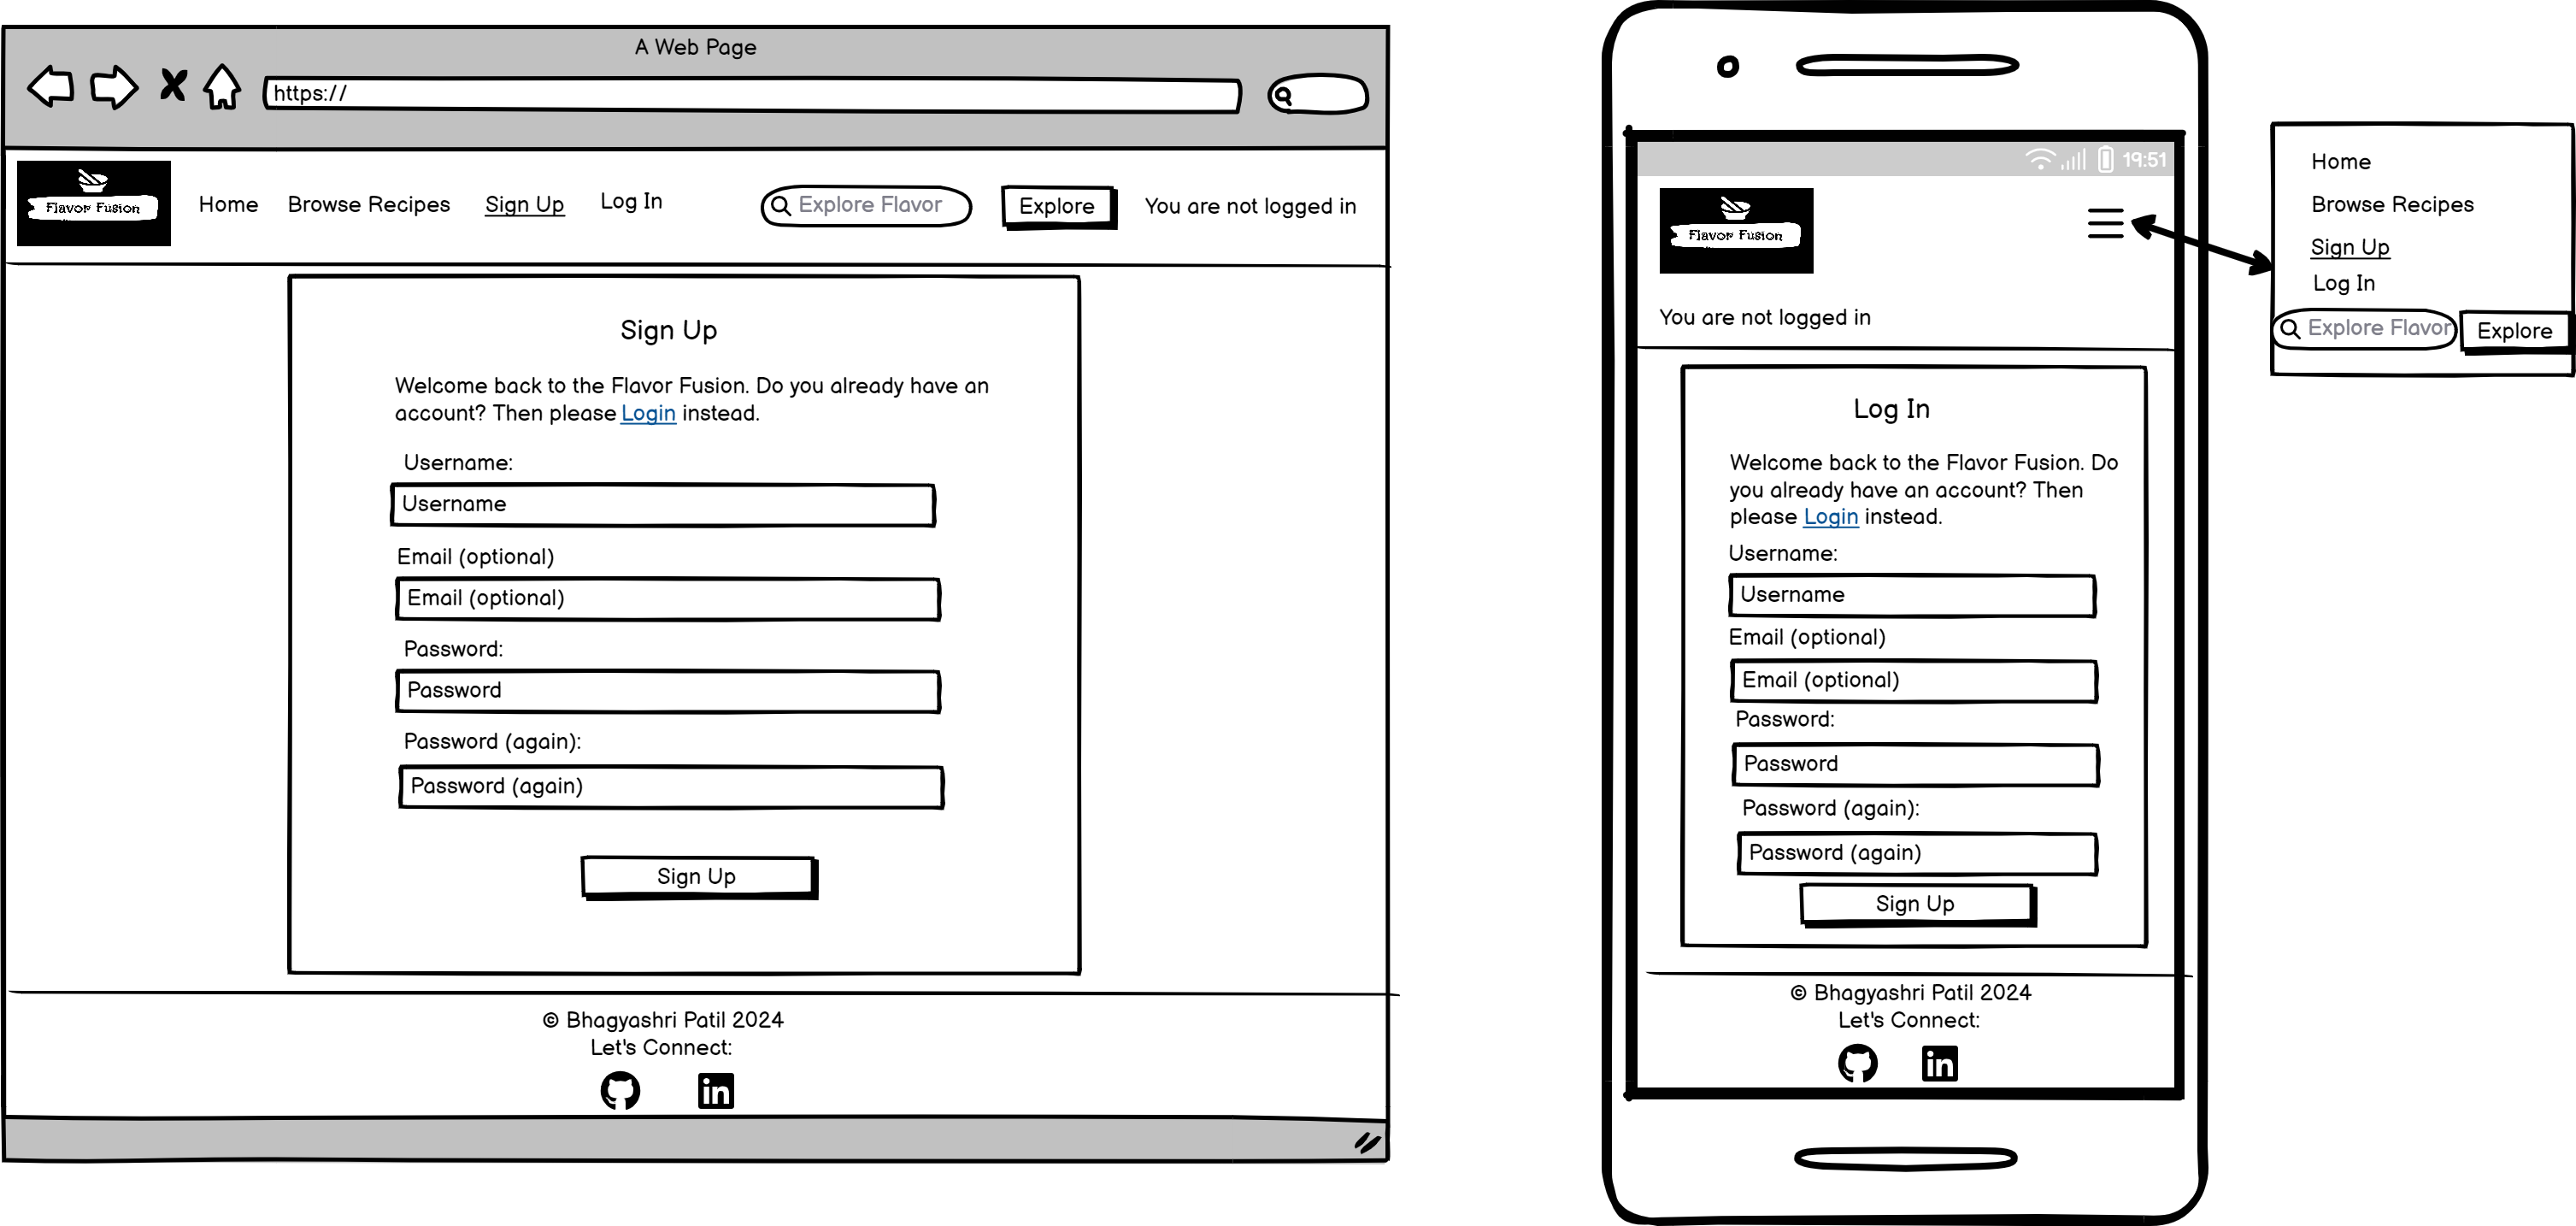 A Web Page
https://
Flavor Fusion
Home Browse Recipes Sign Up Log In Explore Flavor Explore You are not logged in
Sign Up
Welcome back to the Flavor Fusion. Do you already have an
account? Then please Login instead.
Username:
Username
Email (optional)
Email (optional)
Password:
Password
Password (again):
Password (again)
Sign Up
© Bhagyashri Patil 2024
Let's Connect:
in
19:51
Flavor Fusion
You are not logged in
Log In
Welcome back to the Flavor Fusion. Do
you already have an account? Then
please Login instead.
Username:
Username
Email (optional)
Email (optional)
Password:
Password
Password (again):
Password (again)
Sign Up
© Bhagyashri Patil 2024
Let's Connect:
in
Home
Browse Recipes
Sign Up
Log In
Explore Flavor Explore